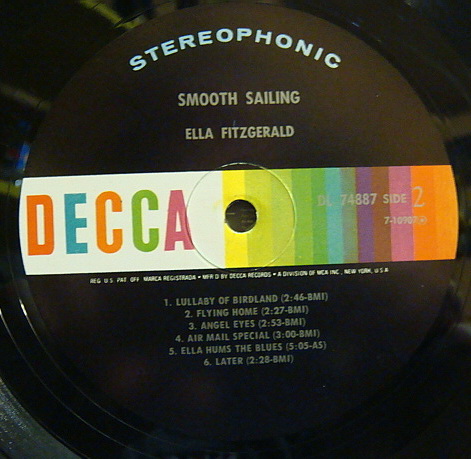 STEREOPHONIC
SMOOTH SAILING
ELLA FITZGERALD
DECCA
DL 74887 SIDE 2
REG. U.S. PAT. OFF. MARCA REGISTRADA • MFR'D BY DECCA RECORDS • A DIVISION OF MCA INC., NEW YORK, U.S.A.
1. LULLABY OF BIRDLAND (2:46-BMI)
2. FLYING HOME (2:27-BMI)
3. ANGEL EYES (2:53-BMI)
4. AIR MAIL SPECIAL (3:00-BMI)
5. ELLA HUMS THE BLUES (5:05-AS)
6. LATER (2:28-BMI)